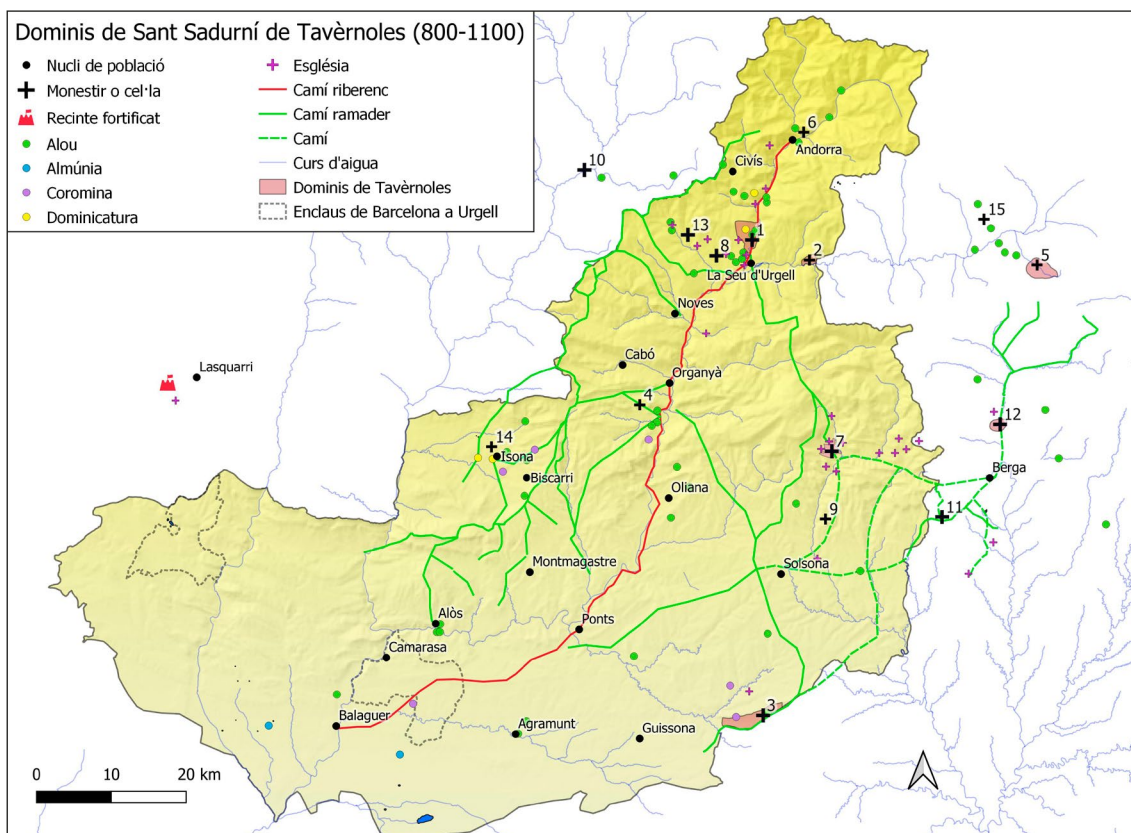 Dominis de Sant Sadurní de Tavèrnoles (800-1100)
Nucli de població
Monestir o cel·la
Recinte fortificat
Alou
Almúnia
Coromina
Dominicatura
Església
Camí riberenc
Camí ramader
Camí
Curs d'aigua
Dominis de Tavèrnoles
Enclaus de Barcelona a Urgell
6
Andorra
10
Civís
15
13
1
8
2
5
La Seu d'Urgell
Noves
Lasquarri
Cabó
Organyà
4
12
14
7
Isona
Berga
Biscarri
Oliana
9
11
Montmagastre
Solsona
Alòs
Ponts
Camarasa
3
Balaguer
Agramunt
Guissona
0 10 20 km